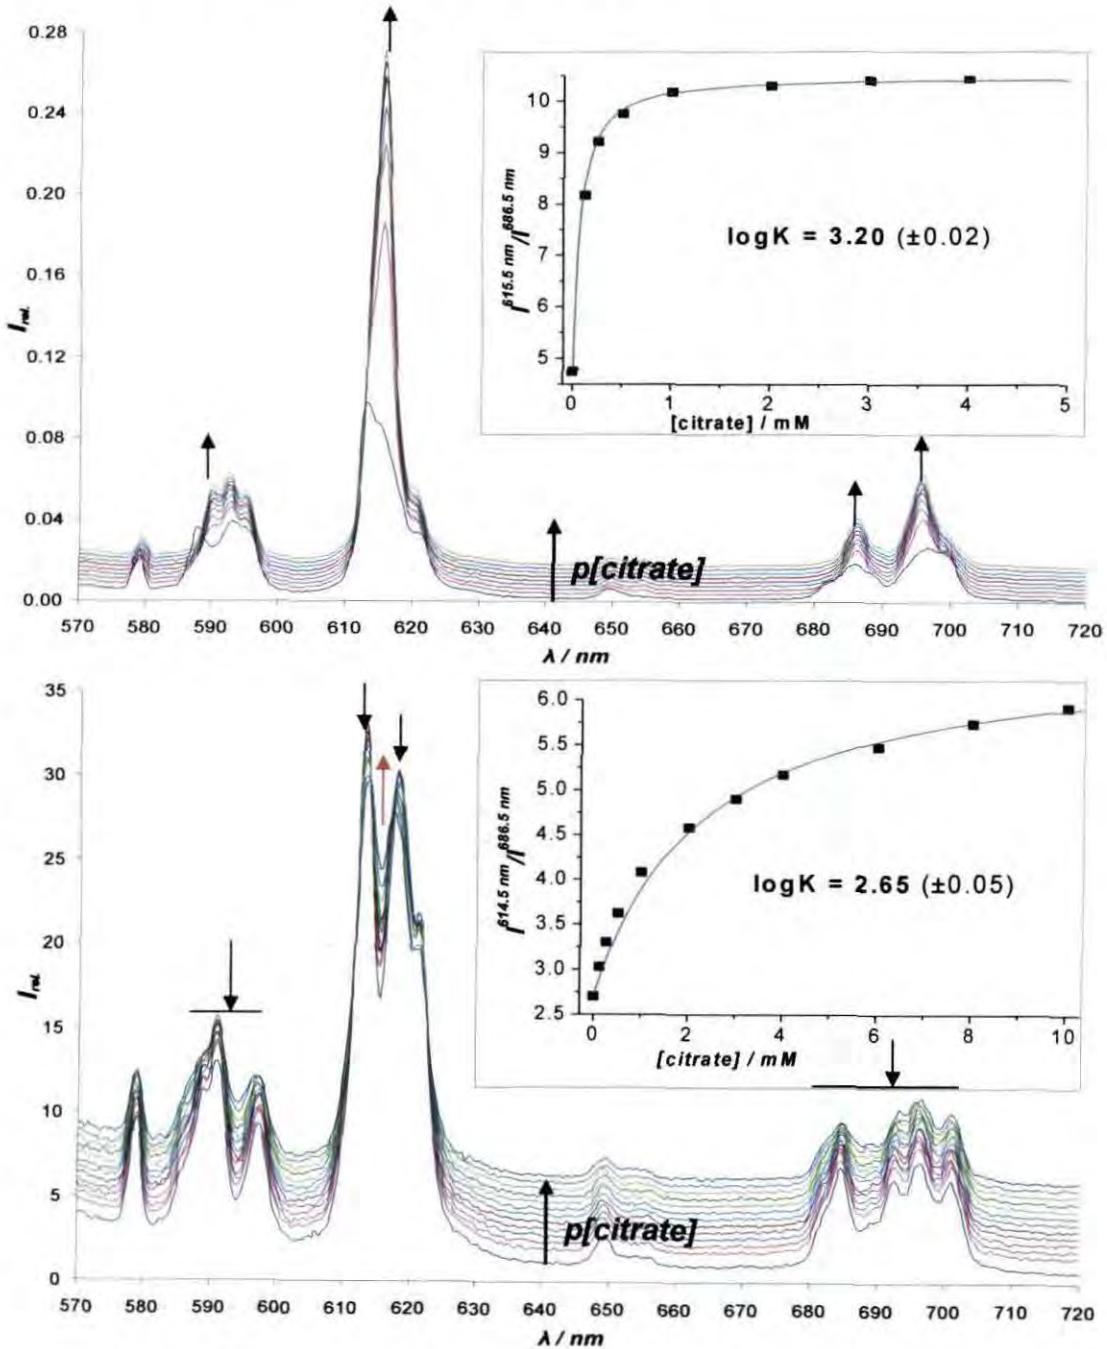 0.28
0.24
0.20
0.16
0.12
0.08
0.04
0.00
I rel.
570 580 590 600 610 620 630 640 650 660 670 680 690 700 710 720
λ / nm
p[citrate]
10
9
8
7
6
5
I^615.5 nm/I^686.5 nm
logK = 3.20 (±0.02)
0 1 2 3 4 5
[citrate] / mM
35
30
25
20
15
10
5
0
I rel.
570 580 590 600 610 620 630 640 650 660 670 680 690 700 710 720
λ / nm
p[citrate]
6.0
5.5
5.0
4.5
4.0
3.5
3.0
2.5
I^614.5 nm/I^686.5 nm
logK = 2.65 (±0.05)
0 2 4 6 8 10
[citrate] / mM